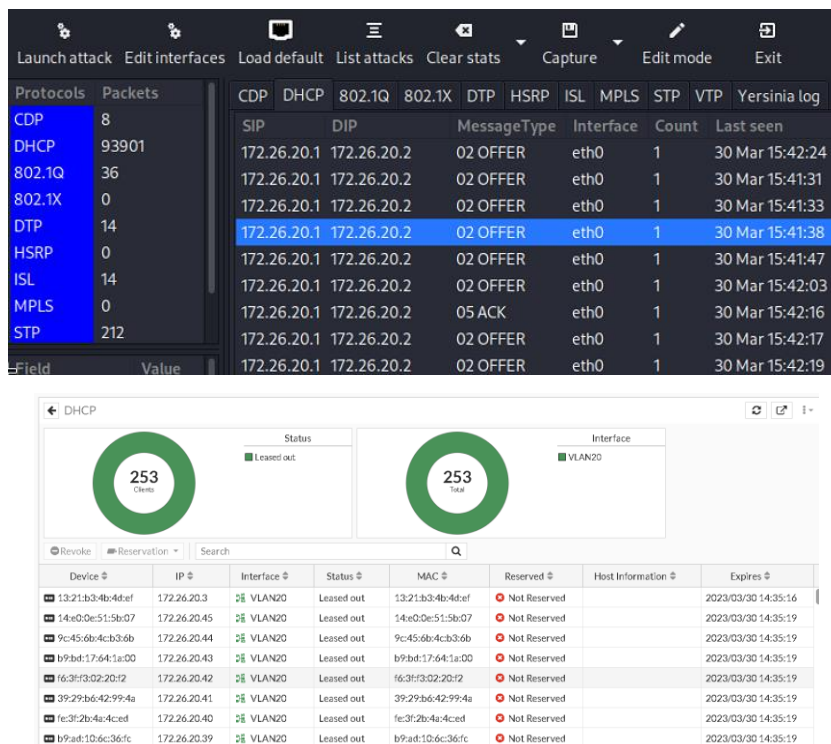 Launch attack Edit interfaces Load default List attacks Clear stats Capture Edit mode Exit
Protocols Packets
CDP 8
DHCP 93901
802.1Q 36
802.1X 0
DTP 14
HSRP 0
ISL 14
MPLS 0
STP 212
Field Value
CDP DHCP 802.1Q 802.1X DTP HSRP ISL MPLS STP VTP Yersinia log
SIP DIP MessageType Interface Count Last seen
172.26.20.1 172.26.20.2 02 OFFER eth0 1 30 Mar 15:42:24
172.26.20.1 172.26.20.2 02 OFFER eth0 1 30 Mar 15:41:31
172.26.20.1 172.26.20.2 02 OFFER eth0 1 30 Mar 15:41:33
172.26.20.1 172.26.20.2 02 OFFER eth0 1 30 Mar 15:41:38
172.26.20.1 172.26.20.2 02 OFFER eth0 1 30 Mar 15:41:47
172.26.20.1 172.26.20.2 02 OFFER eth0 1 30 Mar 15:42:03
172.26.20.1 172.26.20.2 05 ACK eth0 1 30 Mar 15:42:16
172.26.20.1 172.26.20.2 02 OFFER eth0 1 30 Mar 15:42:17
172.26.20.1 172.26.20.2 02 OFFER eth0 1 30 Mar 15:42:19
DHCP
Status
Leased out
253
Clients
Interface
VLAN20
253
Total
Revoke Reservation Search
Device IP Interface Status MAC Reserved Host Information Expires
13:21:b3:4b:4d:ef 172.26.20.3 VLAN20 Leased out 13:21:b3:4b:4d:ef Not Reserved 2023/03/30 14:35:16
14:e0:0e:51:5b:07 172.26.20.45 VLAN20 Leased out 14:e0:0e:51:5b:07 Not Reserved 2023/03/30 14:35:19
9c:45:6b:4c:b3:6b 172.26.20.44 VLAN20 Leased out 9c:45:6b:4c:b3:6b Not Reserved 2023/03/30 14:35:19
b9:bd:17:64:1a:00 172.26.20.43 VLAN20 Leased out b9:bd:17:64:1a:00 Not Reserved 2023/03/30 14:35:19
f6:3f:f3:02:20:f2 172.26.20.42 VLAN20 Leased out f6:3f:f3:02:20:f2 Not Reserved 2023/03/30 14:35:19
39:29:b6:42:99:4a 172.26.20.41 VLAN20 Leased out 39:29:b6:42:99:4a Not Reserved 2023/03/30 14:35:19
fe:3f:2b:4a:4c:ed 172.26.20.40 VLAN20 Leased out fe:3f:2b:4a:4c:ed Not Reserved 2023/03/30 14:35:19
b9:ad:10:6c:36:fc 172.26.20.39 VLAN20 Leased out b9:ad:10:6c:36:fc Not Reserved 2023/03/30 14:35:19